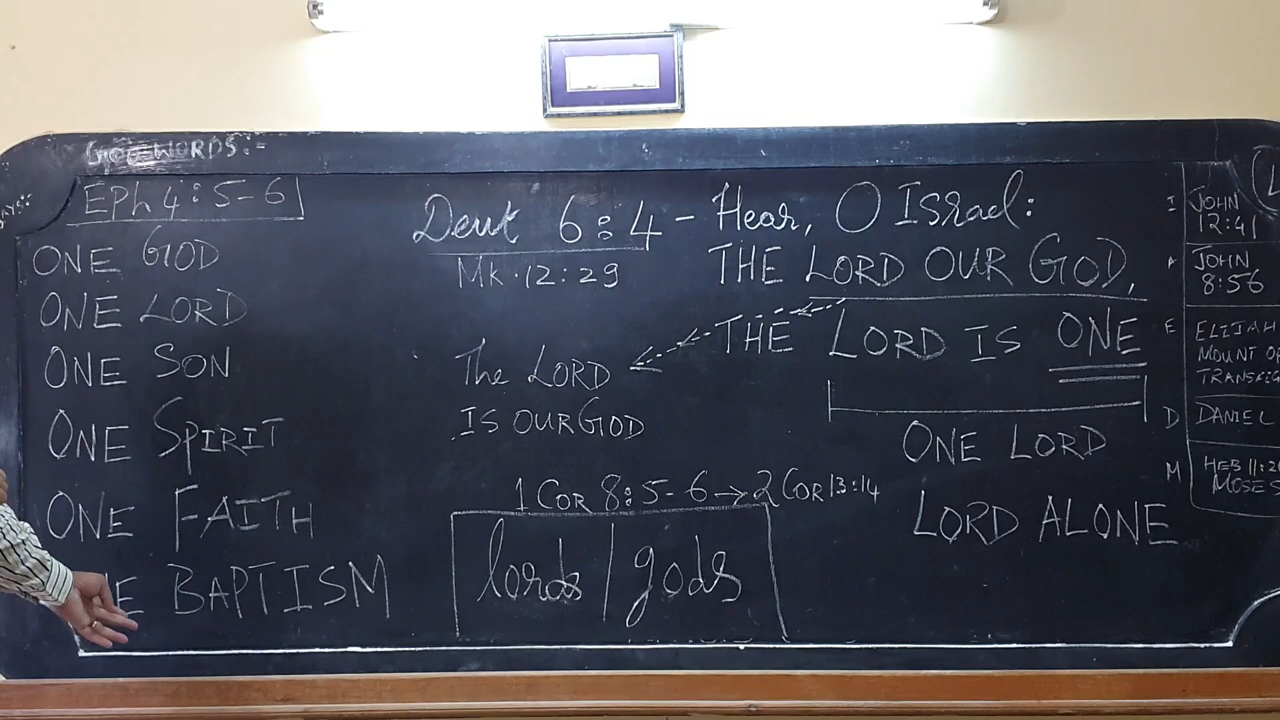 GOD WORDS:-
EPh 4:5-6
ONE GOD
ONE LORD
ONE SON
ONE SPIRIT
ONE FAITH
BAPTISM
Deut 6:4 - Hear, O ISrael:
Mk. 12:29
THE LORD OUR GOD,
THE LORD IS ONE
The LORD
IS OUR GOD
ONE LORD
LORD ALONE
1 COR 8:5-6 → 2 COR 13:14
lords | gods
I JOHN
12:41
A JOHN
8:56
E ELIJAH
MOUNT OF
D DANIEL
M
MOSES